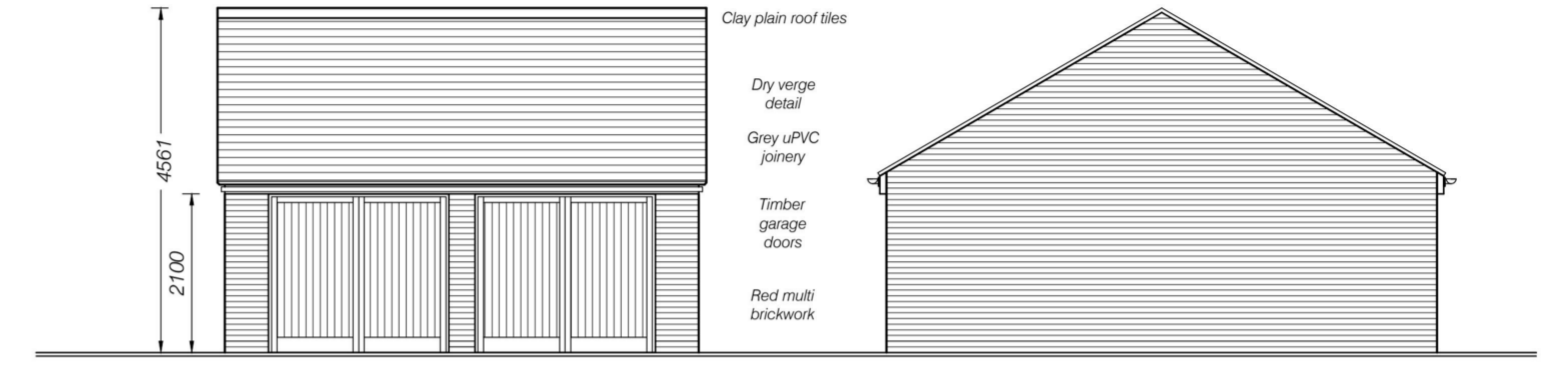 4561
2100
Clay plain roof tiles
Dry verge
detail
Grey uPVC
joinery
Timber
garage
doors
Red multi
brickwork